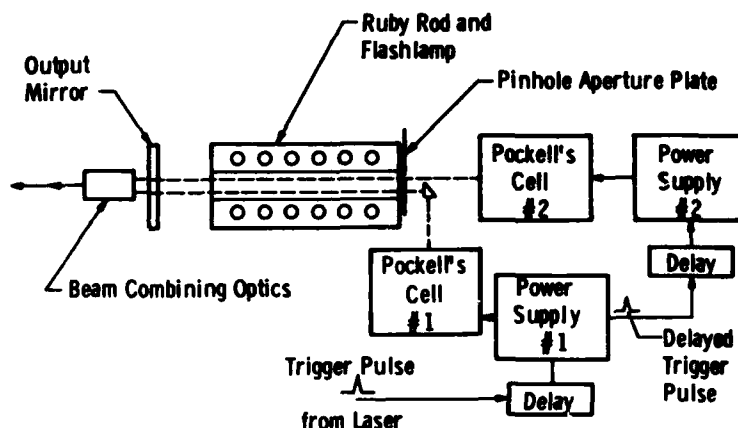 Ruby Rod and
Flashlamp
Output
Mirror
Pinhole Aperture Plate
Pockell's
Cell
#2
Power
Supply
#2
Delay
Beam Combining Optics
Pockell's
Cell
#1
Power
Supply
#1
Delayed
Trigger
Pulse
Trigger Pulse
from Laser
Delay